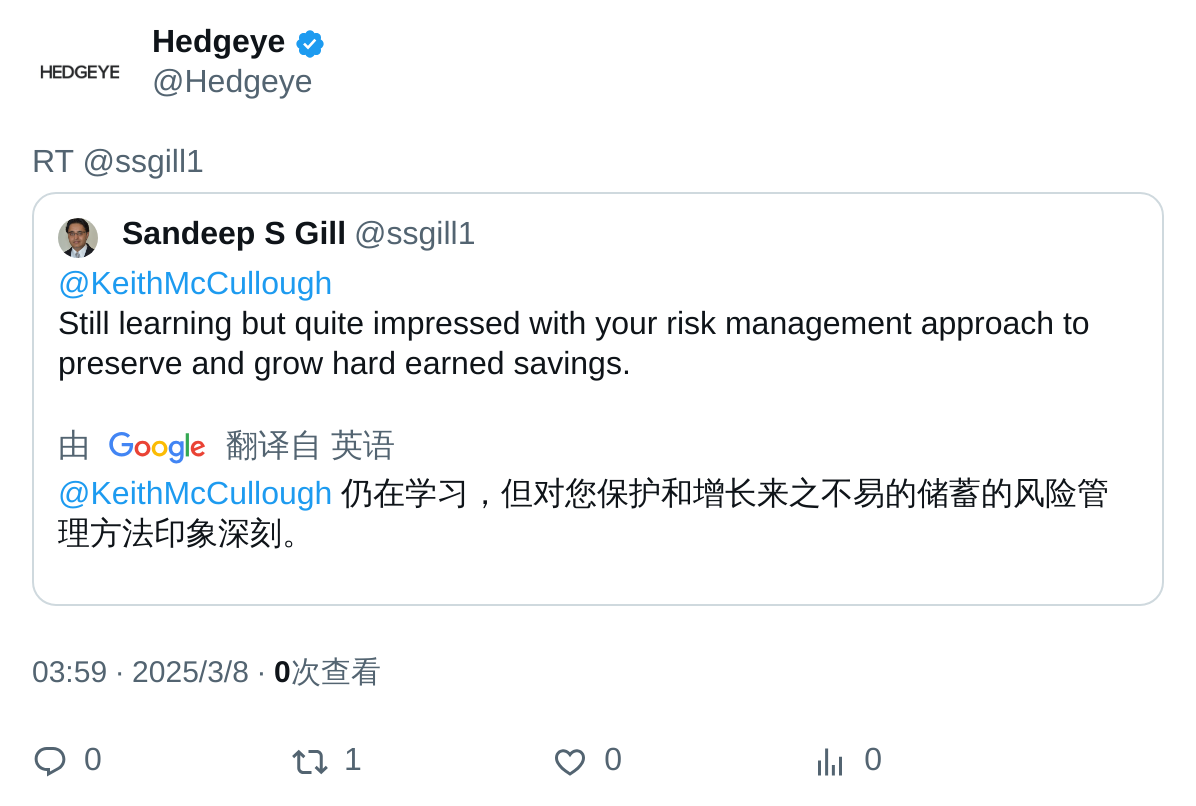 Hedgeye
@Hedgeye
HEDGEYE
RT @ssgill1
Sandeep S Gill @ssgill1
@KeithMcCullough
Still learning but quite impressed with your risk management approach to
preserve and grow hard earned savings.
由 Google 翻译自 英语
@KeithMcCullough 仍在学习，但对您保护和增长来之不易的储蓄的风险管
理方法印象深刻。
03:59 · 2025/3/8 · 0次查看
0 1 0 0